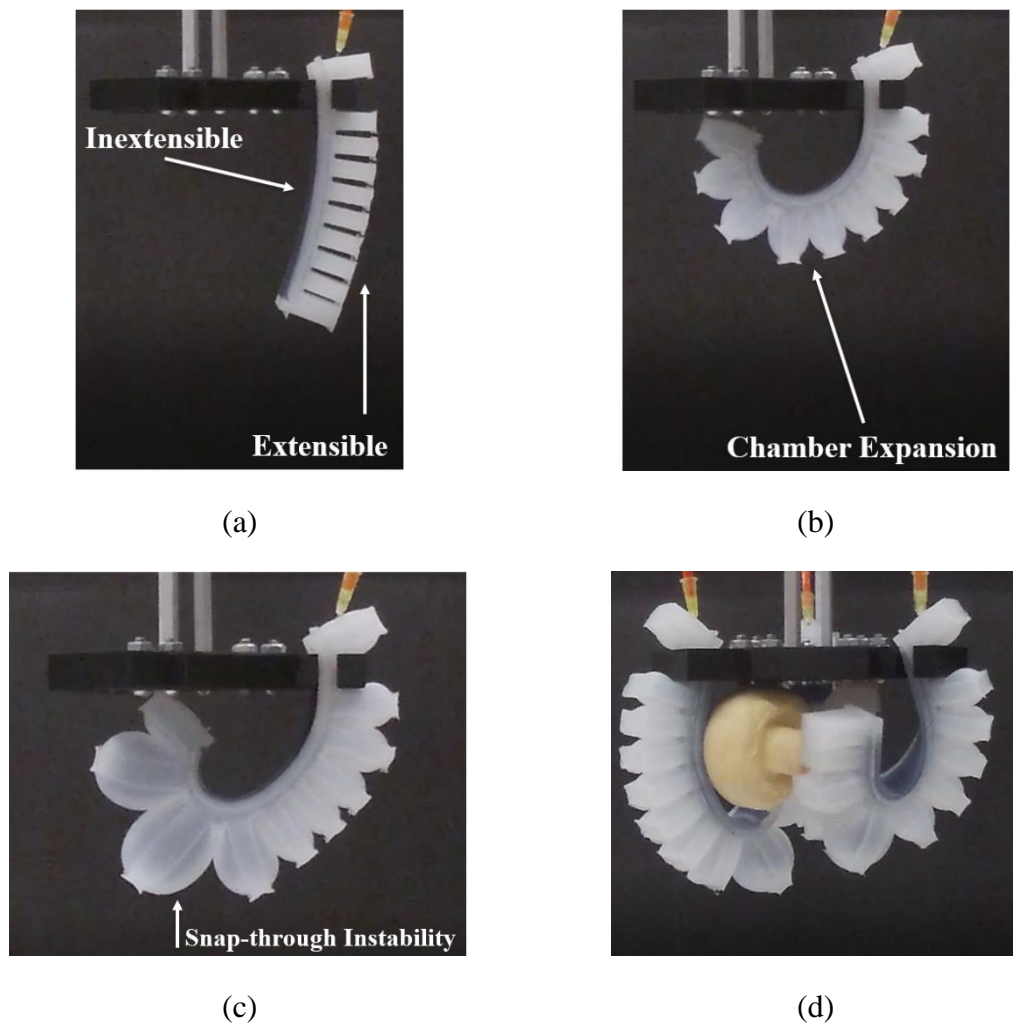 Inextensible
Extensible
Chamber Expansion
(a)
(b)
Snap-through Instability
(c)
(d)